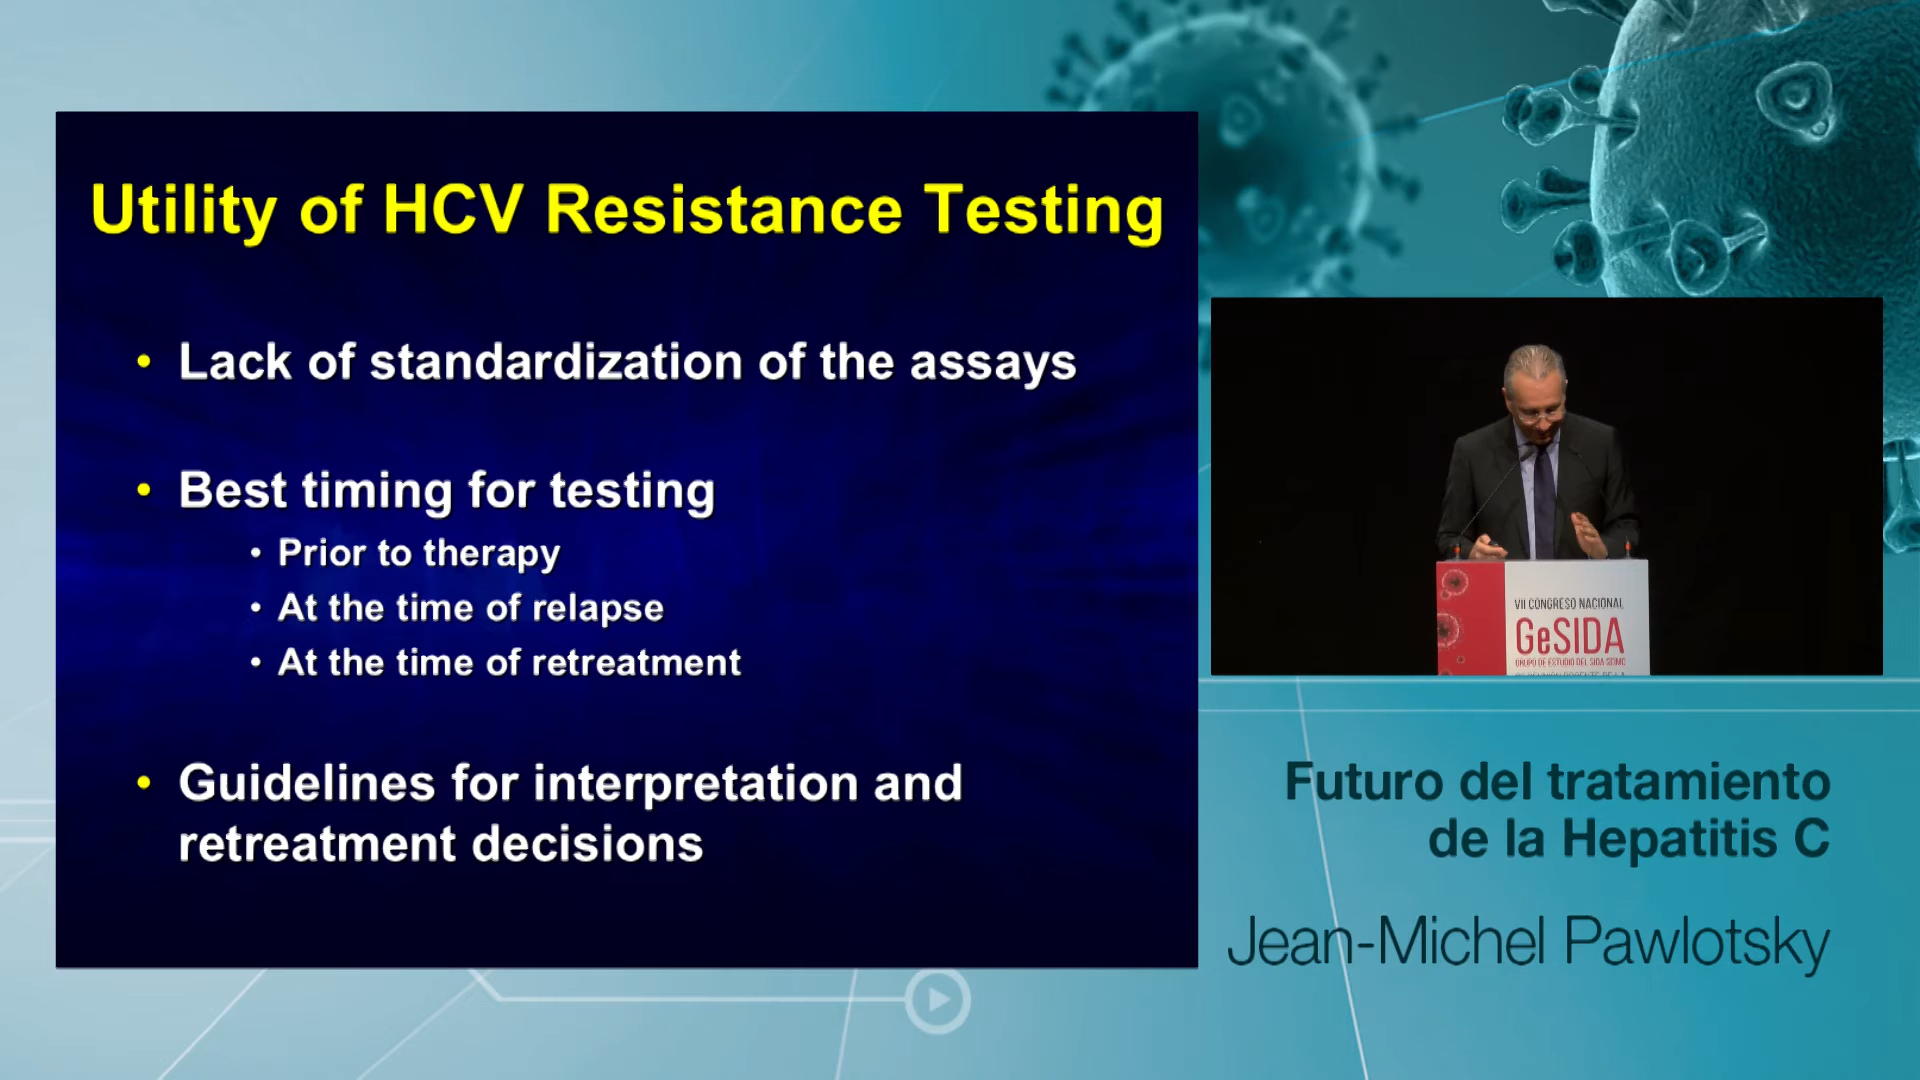 Utility of HCV Resistance Testing
• Lack of standardization of the assays
• Best timing for testing
• Prior to therapy
• At the time of relapse
• At the time of retreatment
• Guidelines for interpretation and
retreatment decisions
VII CONGRESO NACIONAL
GeSIDA
GRUPO DE ESTUDIO DEL SIDA-SEIMC
Futuro del tratamiento
de la Hepatitis C
Jean-Michel Pawlotsky